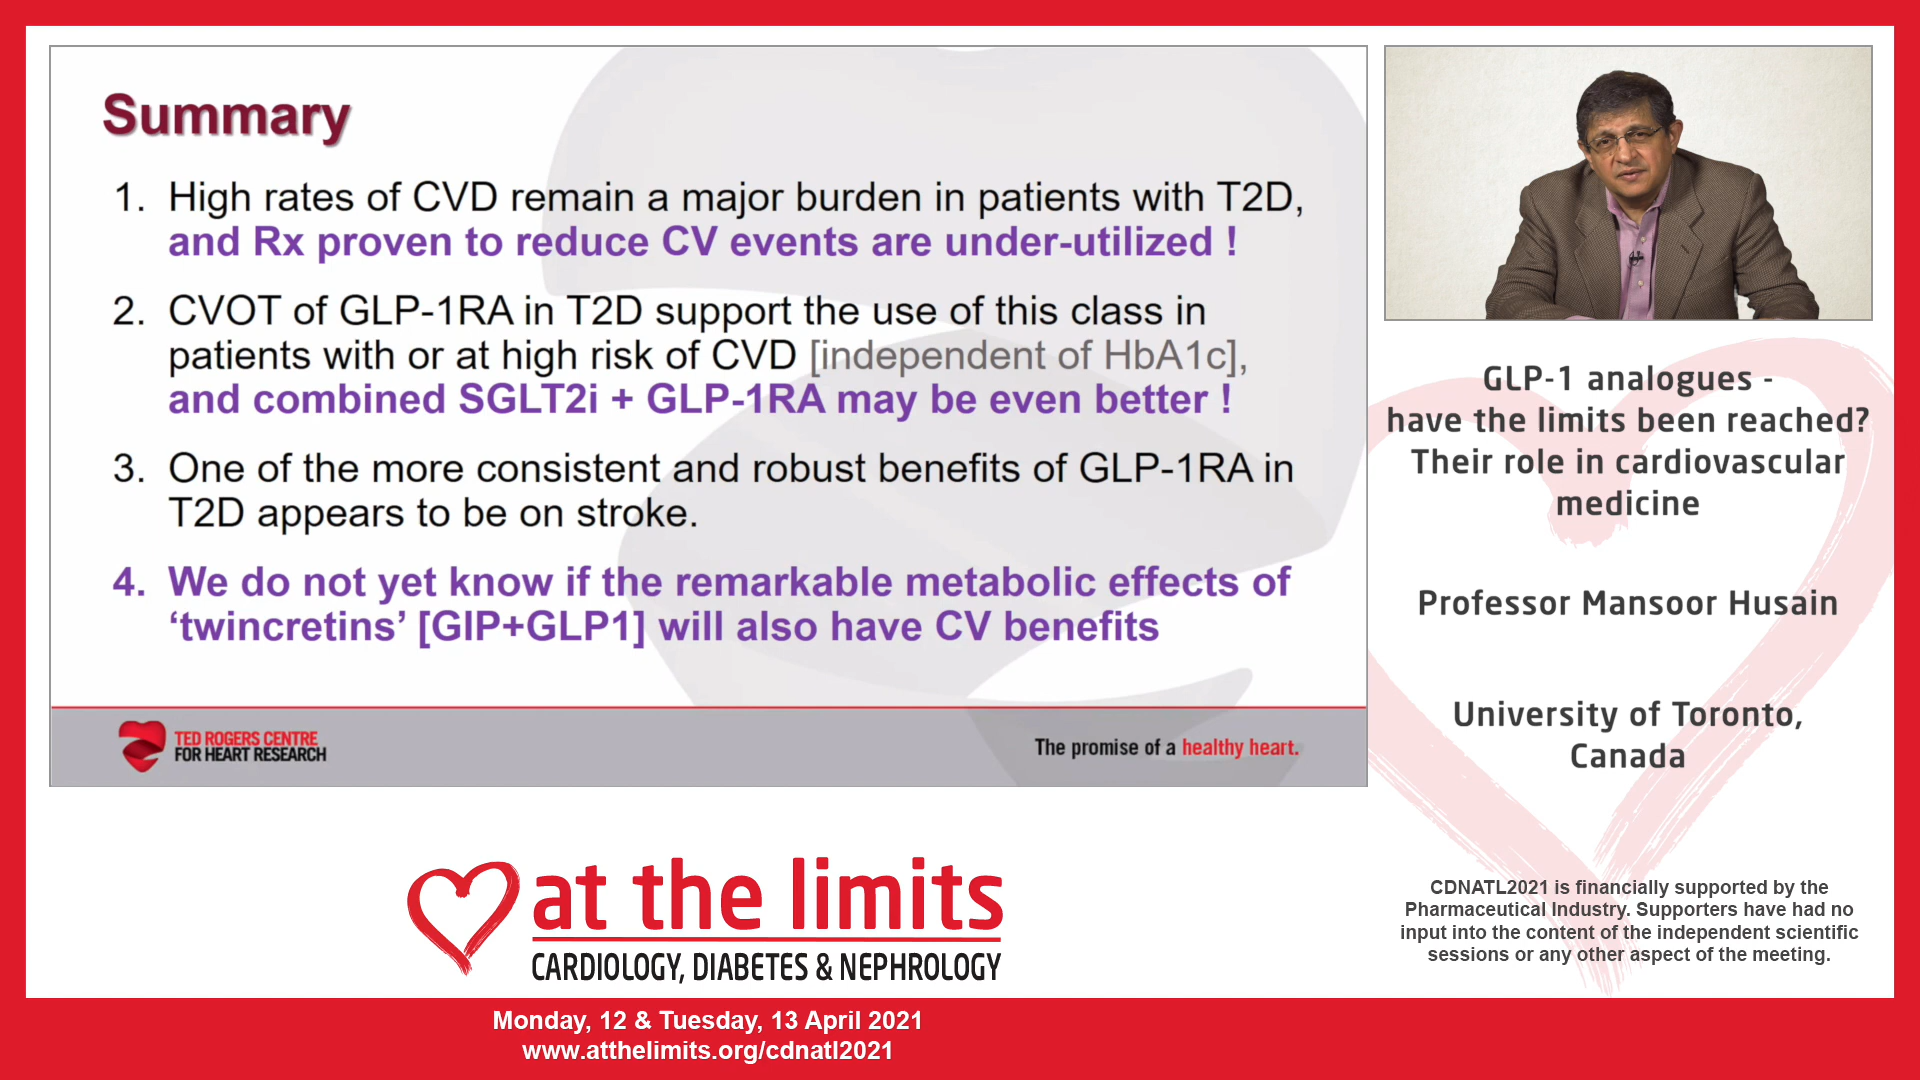 Summary
1. High rates of CVD remain a major burden in patients with T2D,
and Rx proven to reduce CV events are under-utilized !
2. CVOT of GLP-1RA in T2D support the use of this class in
patients with or at high risk of CVD [independent of HbA1c],
and combined SGLT2i + GLP-1RA may be even better !
3. One of the more consistent and robust benefits of GLP-1RA in
T2D appears to be on stroke.
4. We do not yet know if the remarkable metabolic effects of
‘twincretins’ [GIP+GLP1] will also have CV benefits
TED ROGERS CENTRE
FOR HEART RESEARCH
The promise of a healthy heart.
GLP-1 analogues -
have the limits been reached?
Their role in cardiovascular
medicine
Professor Mansoor Husain
University of Toronto,
Canada
at the limits
CARDIOLOGY, DIABETES & NEPHROLOGY
CDNATL2021 is financially supported by the
Pharmaceutical Industry. Supporters have had no
input into the content of the independent scientific
sessions or any other aspect of the meeting.
Monday, 12 & Tuesday, 13 April 2021
www.atthelimits.org/cdnatl2021